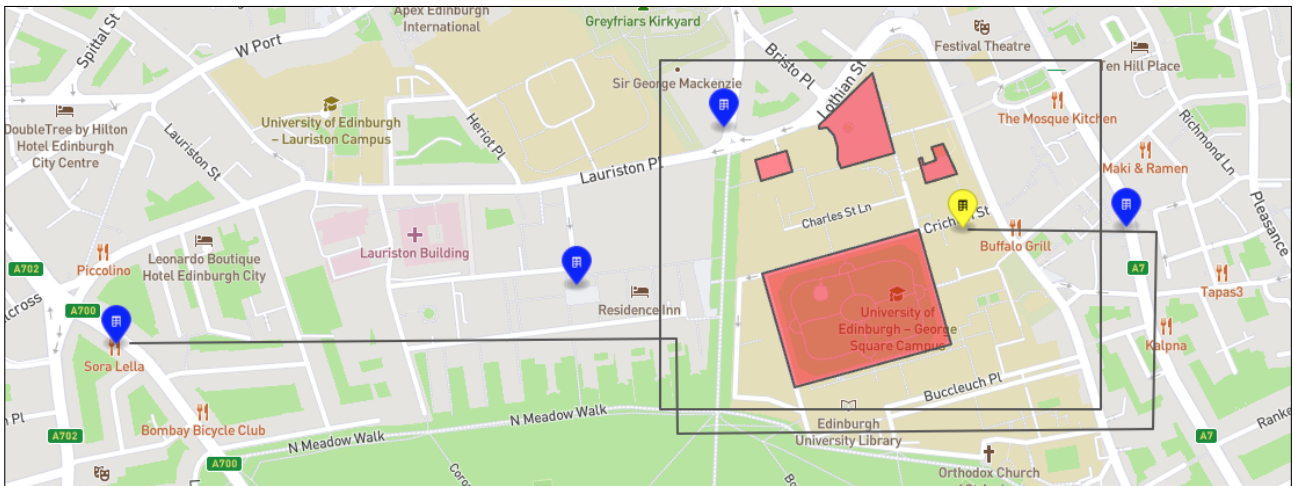 Apex Edinburgh
International
Greyfriars Kirkyard
Spittal St
W Port
Bristo Pl
Festival Theatre
Ten Hill Place
Sir George Mackenzie
Lothian St
The Mosque Kitchen
DoubleTree by Hilton
Hotel Edinburgh
City Centre
University of Edinburgh
– Lauriston Campus
Heriot Pl
Lauriston St
Richmond Ln
Lauriston Pl
Maki & Ramen
Pleasance
Charles St Ln
Crich St
Buffalo Grill
Lauriston Building
Piccolino
Leonardo Boutique
Hotel Edinburgh City
A702
A7
Tapas3
Residence Inn
A700
University of
Edinburgh – George
Square Campus
Kalpna
Sora Lella
Buccleuch Pl
N Meadow Walk
Bombay Bicycle Club
N Meadow Walk
Edinburgh
University Library
A702
A7
A700
Orthodox Church